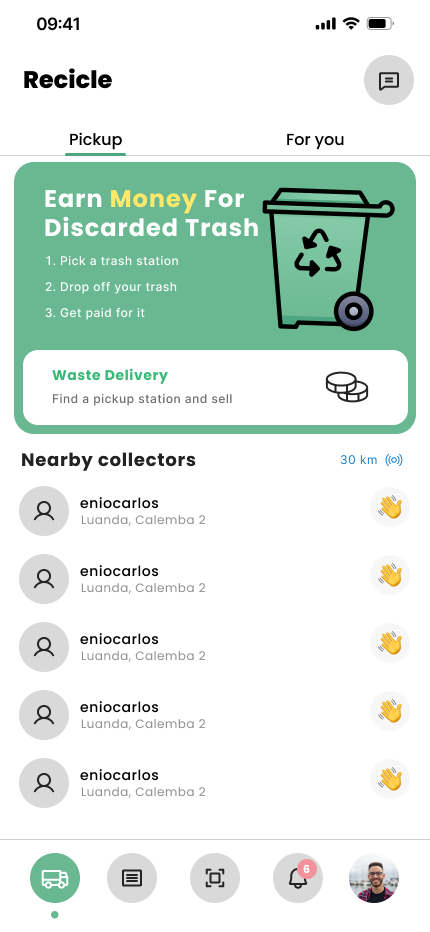 09:41
Recicle
Pickup
For you
Earn Money For
Discarded Trash
1. Pick a trash station
2. Drop off your trash
3. Get paid for it
Waste Delivery
Find a pickup station and sell
Nearby collectors
30 km
eniocarlos
Luanda, Calemba 2
eniocarlos
Luanda, Calemba 2
eniocarlos
Luanda, Calemba 2
eniocarlos
Luanda, Calemba 2
eniocarlos
Luanda, Calemba 2
6